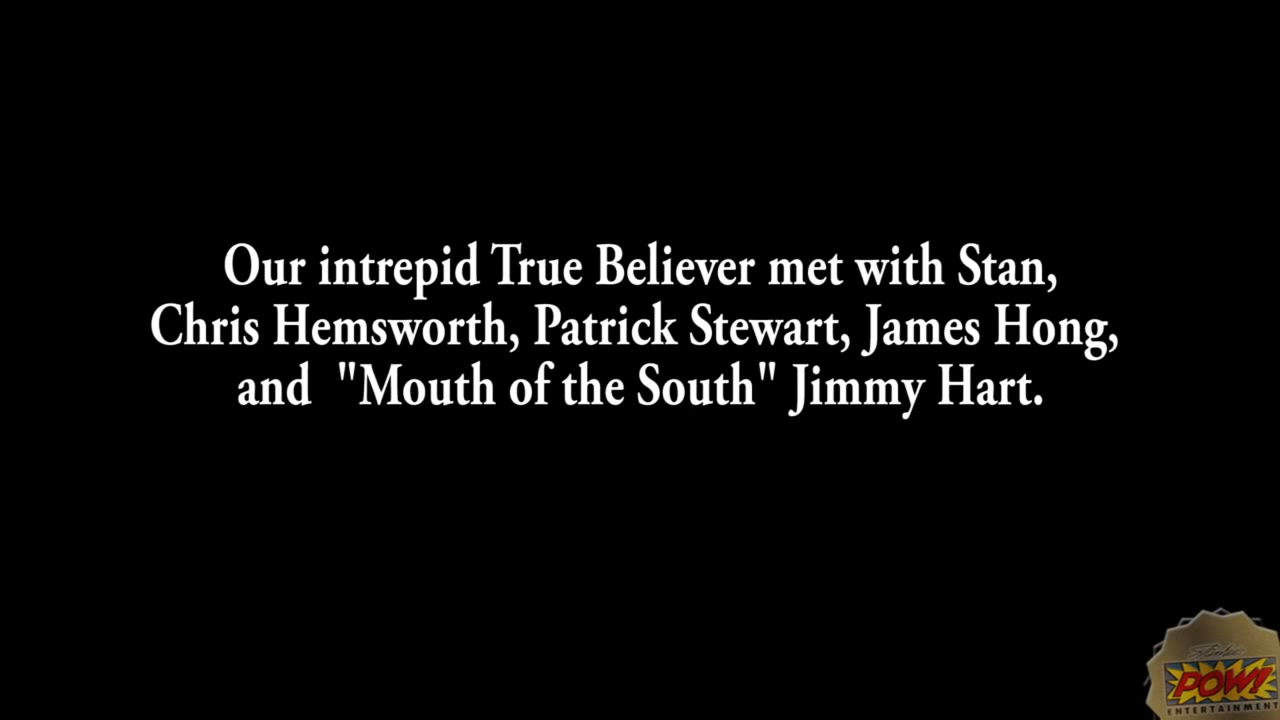 Our intrepid True Believer met with Stan,
Chris Hemsworth, Patrick Stewart, James Hong,
and "Mouth of the South" Jimmy Hart.
POW!
ENTERTAINMENT